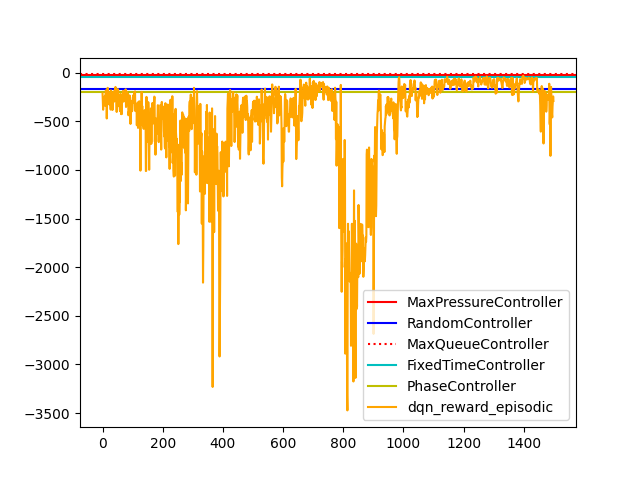 0
−500
−1000
−1500
−2000
−2500
−3000
−3500
0
200
400
600
800
1000
1200
1400
MaxPressureController
RandomController
MaxQueueController
FixedTimeController
PhaseController
dqn_reward_episodic